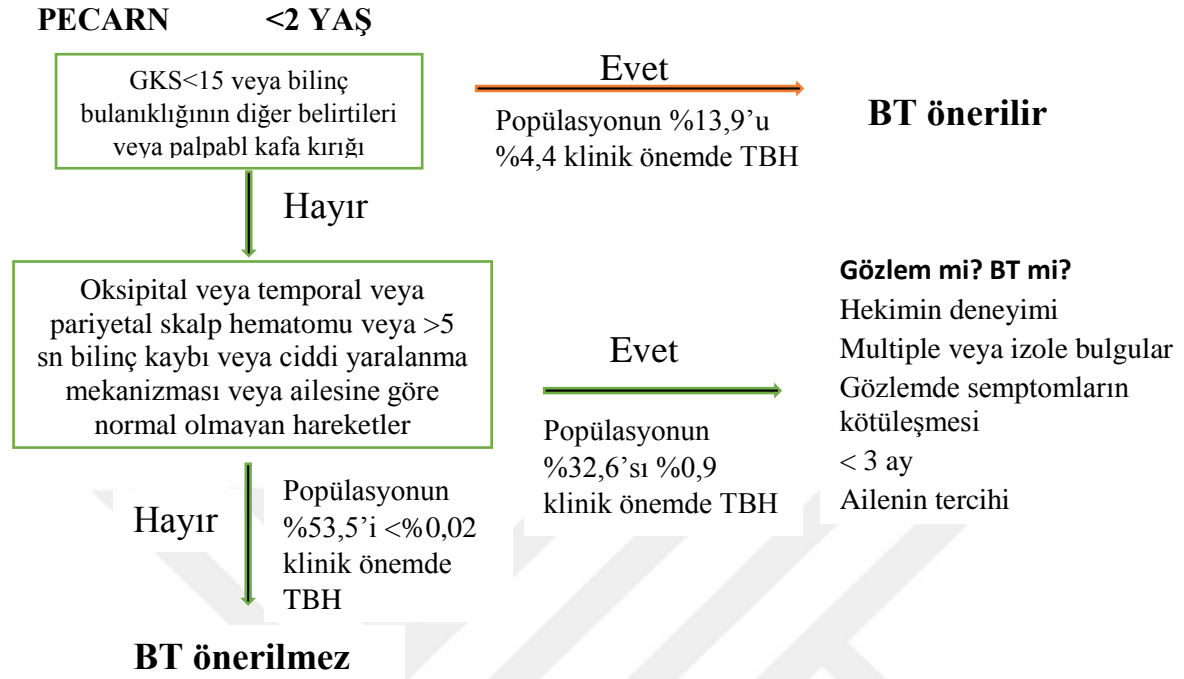 PECARN <2 YAŞ
GKS<15 veya bilinç
bulanıklığının diğer belirtileri
veya palpabl kafa kırığı
Evet
Popülasyonun %13,9’u
%4,4 klinik önemde TBH
BT önerilir
Hayır
Oksipital veya temporal veya
pariyetal skalp hematomu veya >5
sn bilinç kaybı veya ciddi yaralanma
mekanizması veya ailesine göre
normal olmayan hareketler
Evet
Popülasyonun
%32,6’sı %0,9
klinik önemde TBH
Gözlem mi? BT mi?
Hekimin deneyimi
Multiple veya izole bulgular
Gözlemde semptomların
kötüleşmesi
< 3 ay
Ailenin tercihi
Hayır
Popülasyonun
%53,5’i <%0,02
klinik önemde
TBH
BT önerilmez